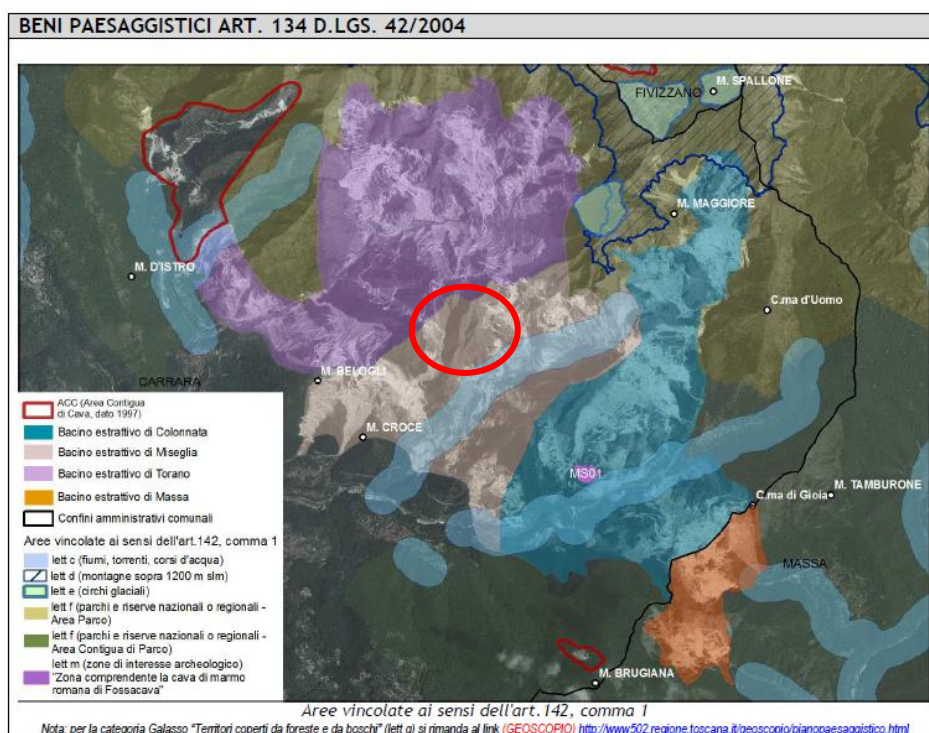 BENI PAESAGGISTICI ART. 134 D.LGS. 42/2004
FIVIZZANO
M. SPALLONE
M. MAGGIORE
M. D'ISTRO
C.ma d'Uomo
M. BELOGLI
CARRARA
M. CROCE
MS01
C.ma di Gioia
M. TAMBURONE
MASSA
M. BRUGIANA
ACC (Area Contigua
di Cava, dato 1997)
Bacino estrattivo di Colonnata
Bacino estrattivo di Miseglia
Bacino estrattivo di Torano
Bacino estrattivo di Massa
Confini amministrativi comunali
Aree vincolate ai sensi dell'art.142, comma 1
lett c (fiumi, torrenti, corsi d'acqua)
lett d (montagne sopra 1200 m slm)
lett e (circhi glaciali)
lett f (parchi e riserve nazionali o regionali -
Area Parco)
lett f (parchi e riserve nazionali o regionali -
Area Contigua di Parco)
lett m (zone di interesse archeologico)
"Zona comprendente la cava di marmo
romana di Fossacava"
Aree vincolate ai sensi dell'art.142, comma 1
Nota: per la categoria Galasso "Territori coperti da foreste e da boschi" (lett g) si rimanda al link (GEOSCOPIO) http://www502.regione.toscana.it/geoscopio/pianopaesaggistico.html